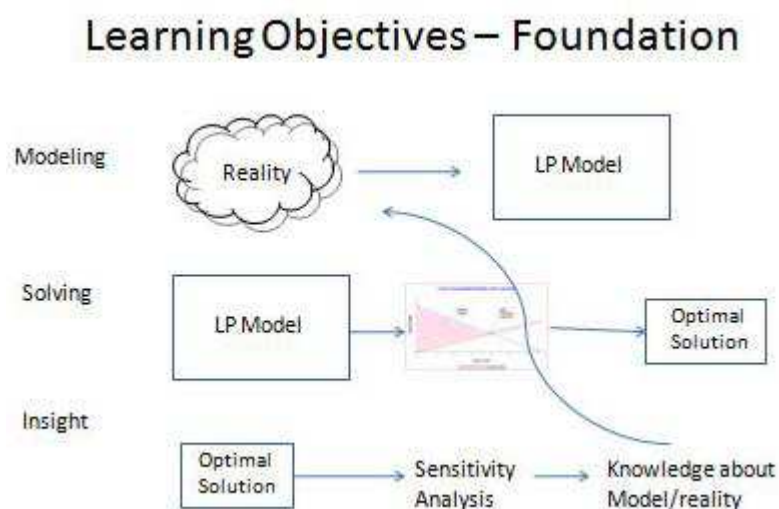 Learning Objectives – Foundation
Modeling
Reality
LP Model
Solving
LP Model
Optimal
Solution
Insight
Optimal
Solution
Sensitivity
Analysis
Knowledge about
Model/reality